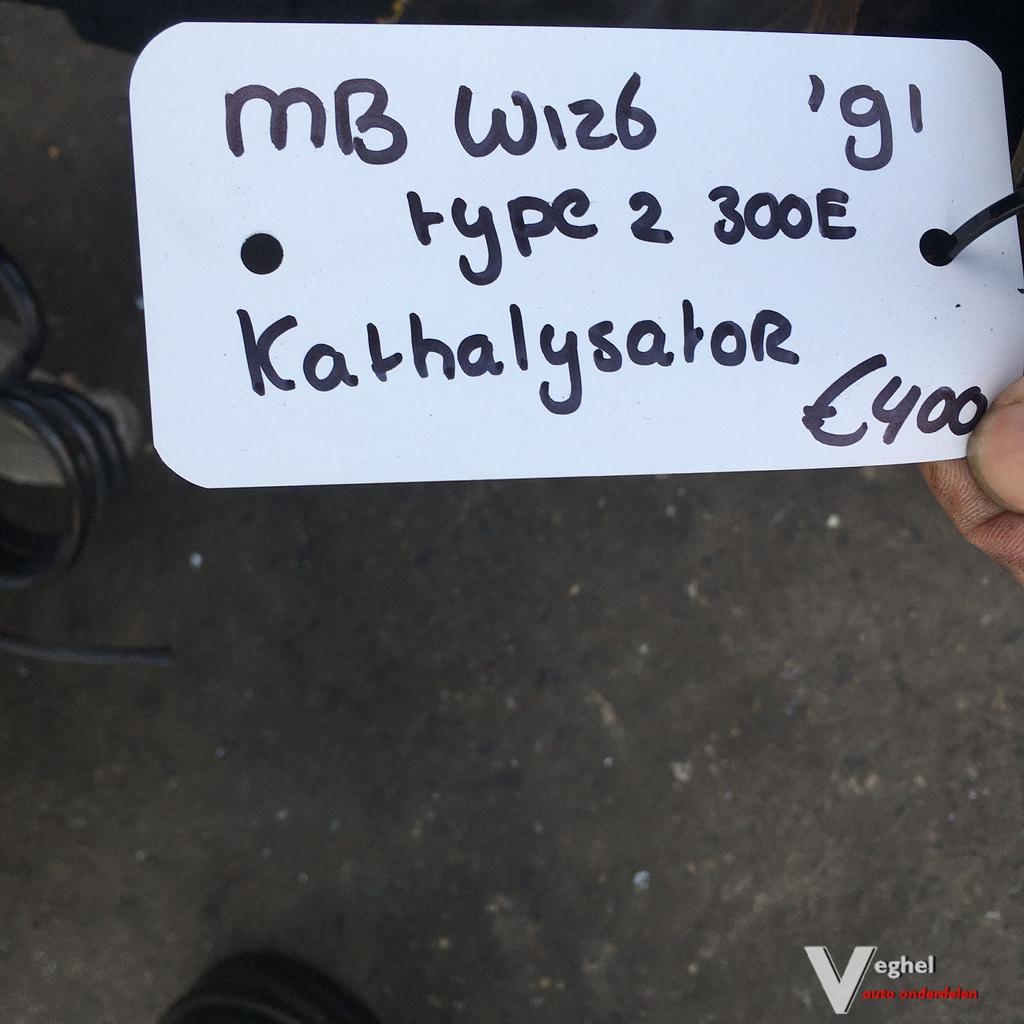 MB W126 '91
type 2 300E
Kathalysator
€400
Veghel
auto onderdelen